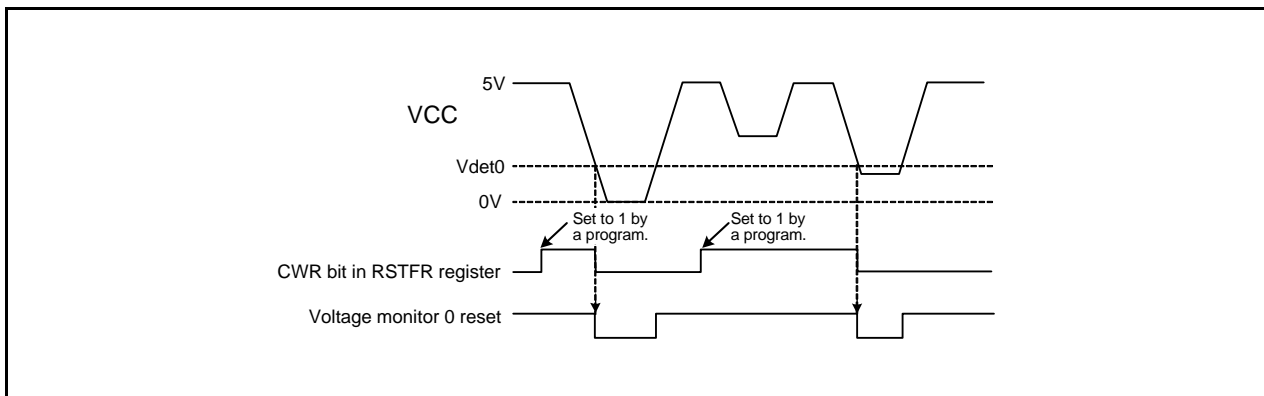 5V
VCC
Vdet0
0V
Set to 1 by
a program.
Set to 1 by
a program.
CWR bit in RSTFR register
Voltage monitor 0 reset